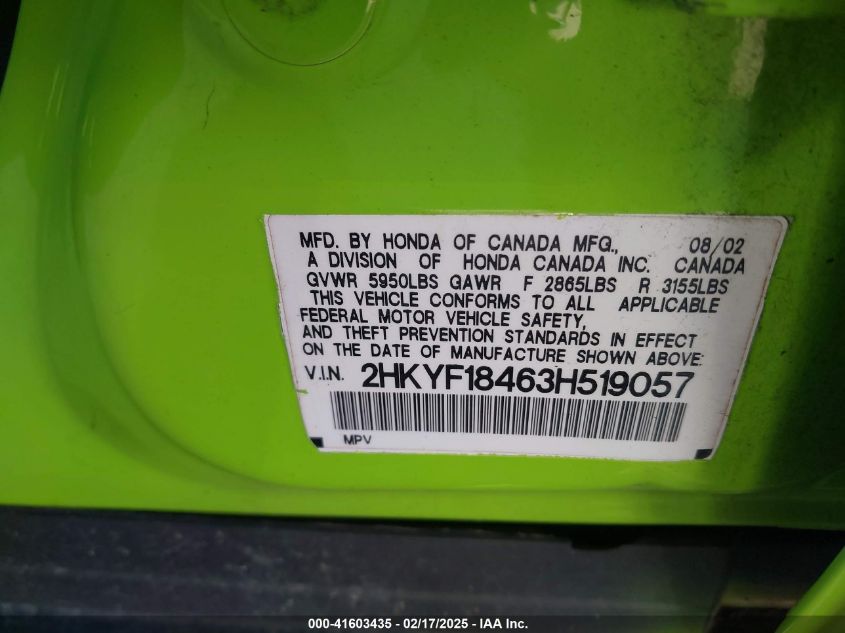 MFD. BY HONDA OF CANADA MFG., 08/02
A DIVISION OF HONDA CANADA INC. CANADA
GVWR 5950LBS GAWR F 2865LBS R 3155LBS
THIS VEHICLE CONFORMS TO ALL APPLICABLE
FEDERAL MOTOR VEHICLE SAFETY,
AND THEFT PREVENTION STANDARDS IN EFFECT
ON THE DATE OF MANUFACTURE SHOWN ABOVE:
V.I.N. 2HKYF18463H519057
MPV
000-41603435 - 02/17/2025 - IAA Inc.